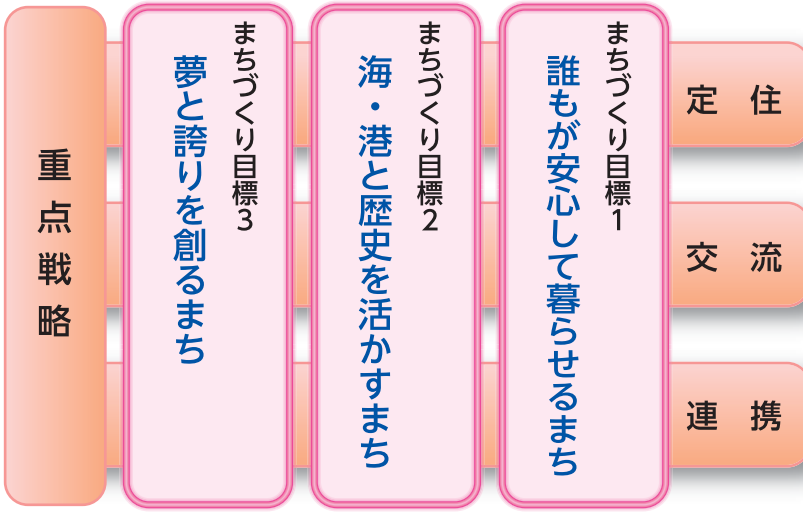 定住
交流
連携
まちづくり目標1
誰もが安心して暮らせるまち
まちづくり目標2
海・港と歴史を活かすまち
まちづくり目標3
夢と誇りを創るまち
重点戦略